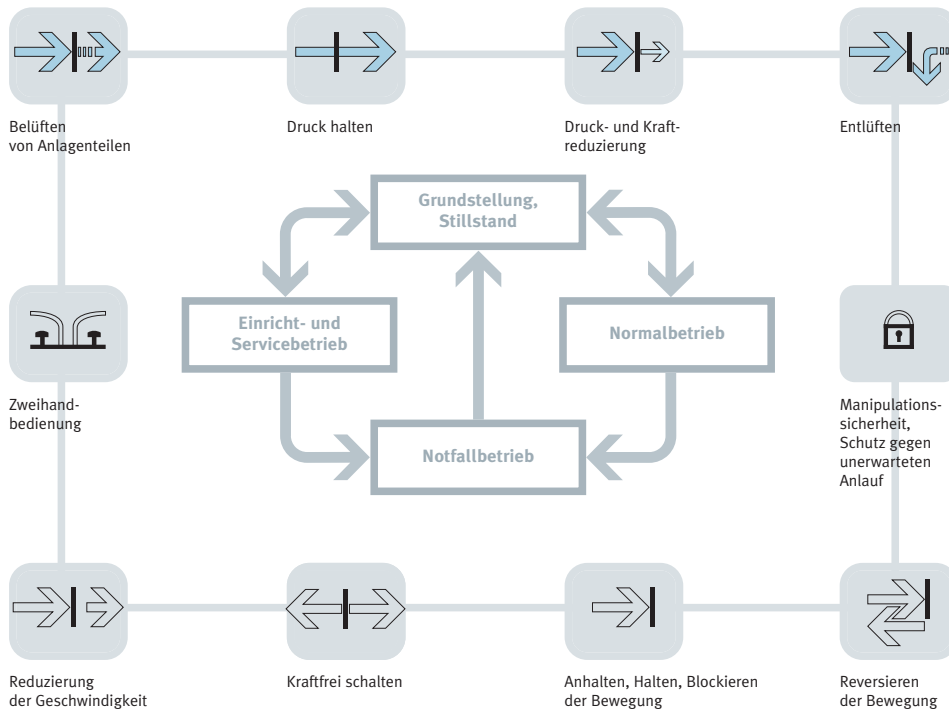 Belüften
von Anlagenteilen
Druck halten
Druck- und Kraft-
reduzierung
Entlüften
Grundstellung,
Stillstand
Einricht- und
Servicebetrieb
Normalbetrieb
Notfallbetrieb
Zweihand-
bedienung
Manipulations-
sicherheit,
Schutz gegen
unerwarteten
Anlauf
Reduzierung
der Geschwindigkeit
Kraftfrei schalten
Anhalten, Halten, Blockieren
der Bewegung
Reversieren
der Bewegung